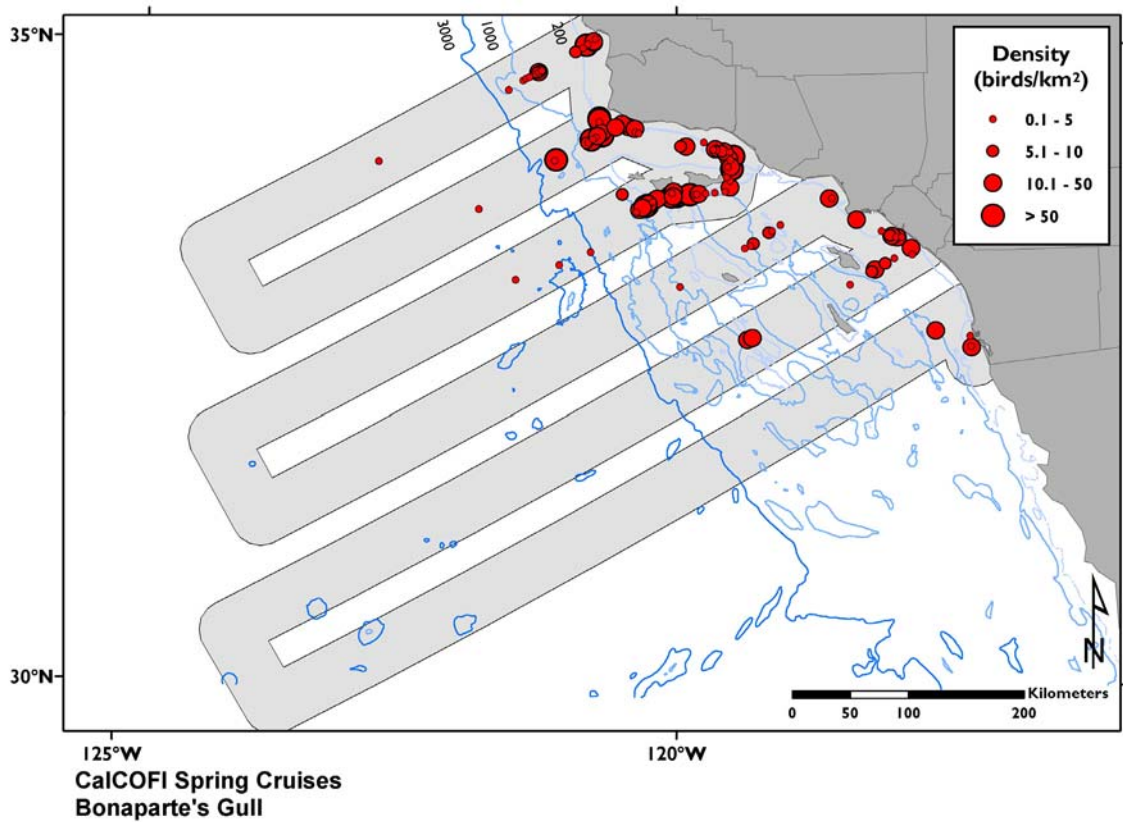 35°N
3000
1000
200
Density
(birds/km²)
0.1 - 5
5.1 - 10
10.1 - 50
> 50
N
30°N
Kilometers
0 50 100 200
125°W 120°W
CalCOFI Spring Cruises
Bonaparte's Gull